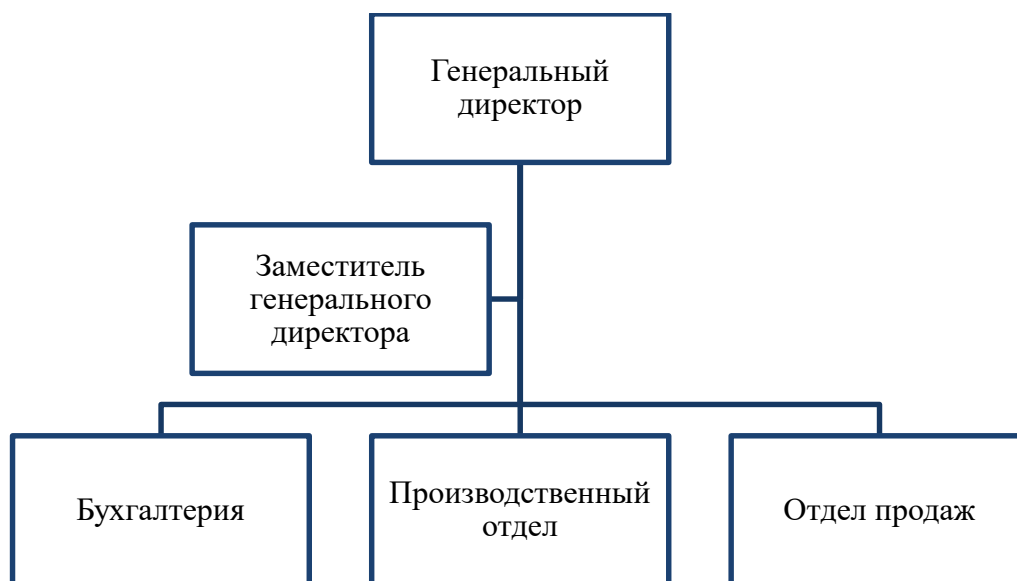 Генеральный
директор
Заместитель
генерального
директора
Бухгалтерия
Производственный
отдел
Отдел продаж